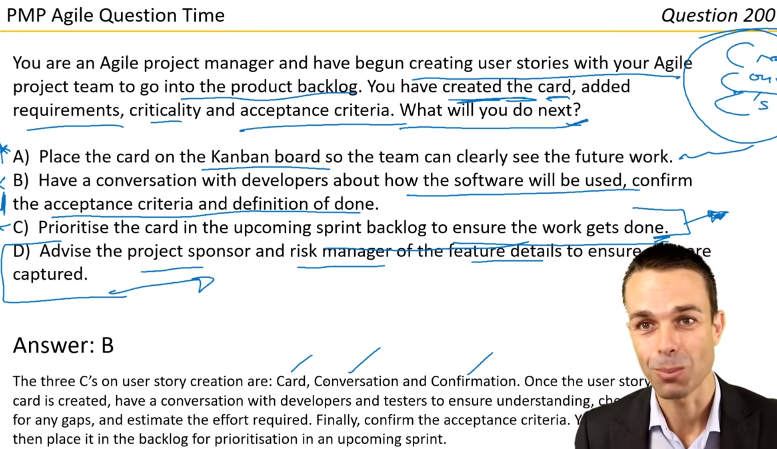 PMP Agile Question Time
Question 200
You are an Agile project manager and have begun creating user stories with your Agile
project team to go into the product backlog. You have created the card, added
requirements, criticality and acceptance criteria. What will you do next?
A) Place the card on the Kanban board so the team can clearly see the future work.
B) Have a conversation with developers about how the software will be used, confirm
the acceptance criteria and definition of done.
C) Prioritise the card in the upcoming sprint backlog to ensure the work gets done.
D) Advise the project sponsor and risk manager of the feature details to ensure
captured.
Answer: B
The three C's on user story creation are: Card, Conversation and Confirmation. Once the user story
card is created, have a conversation with developers and testers to ensure understanding,
for any gaps, and estimate the effort required. Finally, confirm the acceptance criteria.
then place it in the backlog for prioritisation in an upcoming sprint.